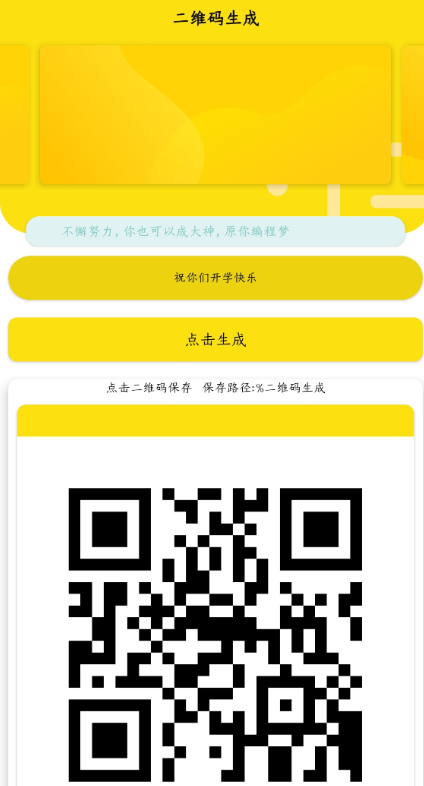 二维码生成
不懈努力，你也可以成大神，原你编程梦
祝你们开学快乐
点击生成
点击二维码保存 保存路径:%二维码生成